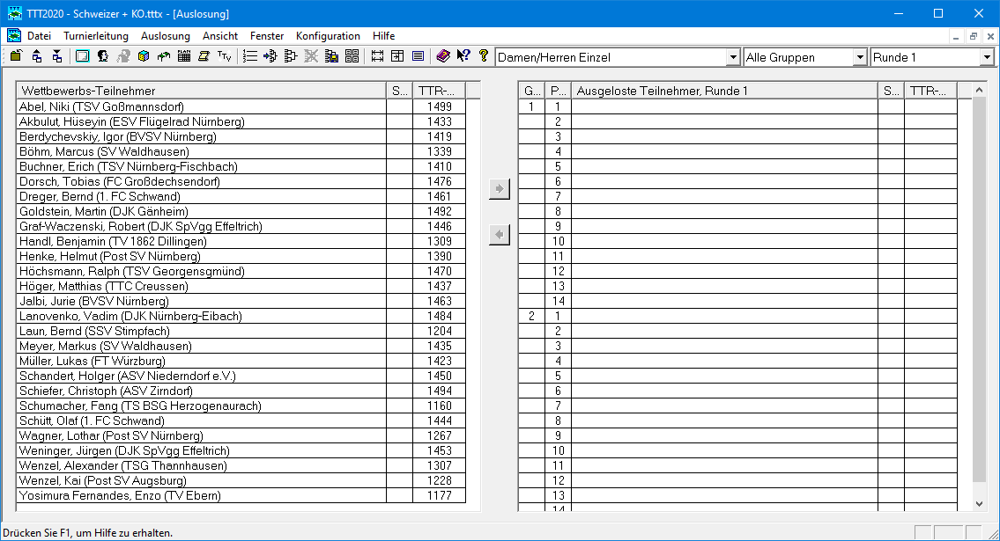 TTT2020 - Schweizer + KO.tttx - [Auslosung]
Datei Turnierleitung Auslosung Ansicht Fenster Konfiguration Hilfe
Damen/Herren Einzel Alle Gruppen Runde 1
Wettbewerbs-Teilnehmer S... TTR-...
Abel, Niki (TSV Goßmannsdorf) 1499
Akbulut, Hüseyin (ESV Flügelrad Nürnberg) 1433
Berdychevskiy, Igor (BVSV Nürnberg) 1419
Böhm, Marcus (SV Waldhausen) 1339
Buchner, Erich (TSV Nürnberg-Fischbach) 1410
Dorsch, Tobias (FC Großdechsendorf) 1476
Dreger, Bernd (1. FC Schwand) 1461
Goldstein, Martin (DJK Gänheim) 1492
Graf-Waczenski, Robert (DJK SpVgg Effeltrich) 1446
Handl, Benjamin (TV 1862 Dillingen) 1309
Henke, Helmut (Post SV Nürnberg) 1390
Höchsmann, Ralph (TSV Georgensgmünd) 1470
Höger, Matthias (TTC Creussen) 1437
Jalbi, Jurie (BVSV Nürnberg) 1463
Lanovenko, Vadim (DJK Nürnberg-Eibach) 1484
Laun, Bernd (SSV Stimpfach) 1204
Meyer, Markus (SV Waldhausen) 1435
Müller, Lukas (FT Würzburg) 1423
Schandert, Holger (ASV Niederndorf e.V.) 1450
Schiefer, Christoph (ASV Zirndorf) 1494
Schumacher, Fang (TS BSG Herzogenaurach) 1160
Schütt, Olaf (1. FC Schwand) 1444
Wagner, Lothar (Post SV Nürnberg) 1267
Weninger, Jürgen (DJK SpVgg Effeltrich) 1453
Wenzel, Alexander (TSG Thannhausen) 1307
Wenzel, Kai (Post SV Augsburg) 1228
Yosimura Fernandes, Enzo (TV Ebern) 1177
G... P... Ausgeloste Teilnehmer, Runde 1 S... TTR-...
1 1
2
3
4
5
6
7
8
9
10
11
12
13
14
2 1
2
3
4
5
6
7
8
9
10
11
12
13
14
Drücken Sie F1, um Hilfe zu erhalten.